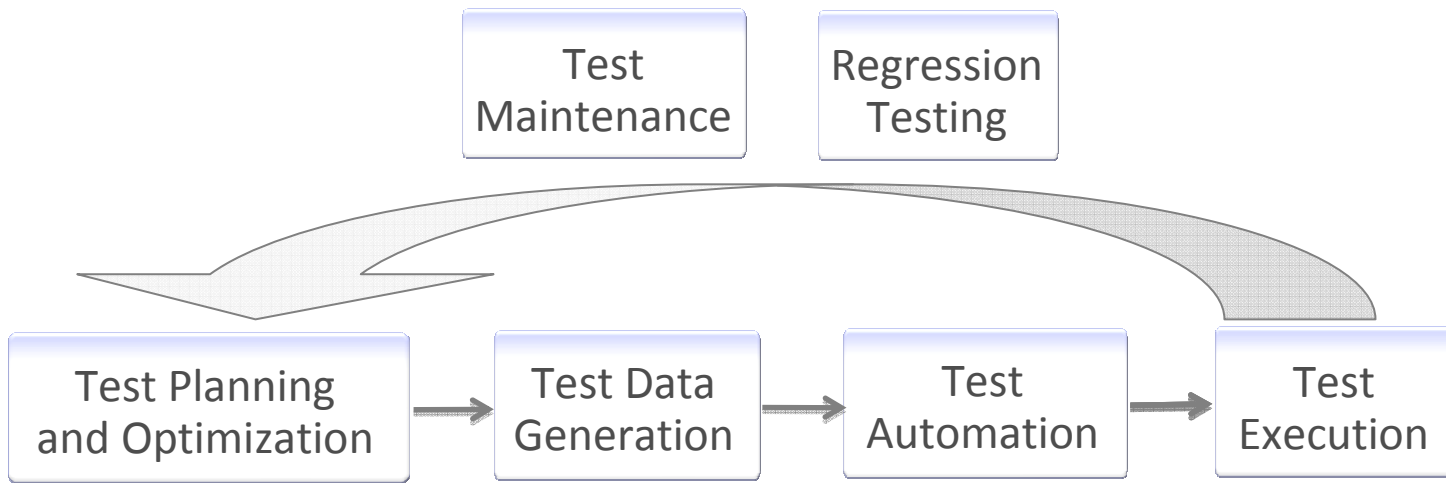 Test
Maintenance
Regression
Testing
Test Planning
and Optimization
Test Data
Generation
Test
Automation
Test
Execution